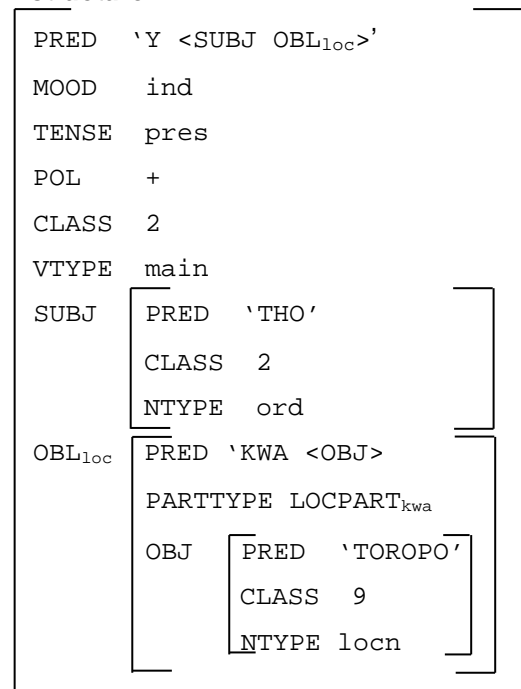 PRED 'Y <SUBJ OBLloc>'
MOOD ind
TENSE pres
POL +
CLASS 2
VTYPE main
SUBJ PRED 'THO'
CLASS 2
NTYPE ord
OBLloc PRED 'KWA <OBJ>
PARTTYPE LOCPARTkwa
OBJ PRED 'TOROPO'
CLASS 9
NTYPE locn